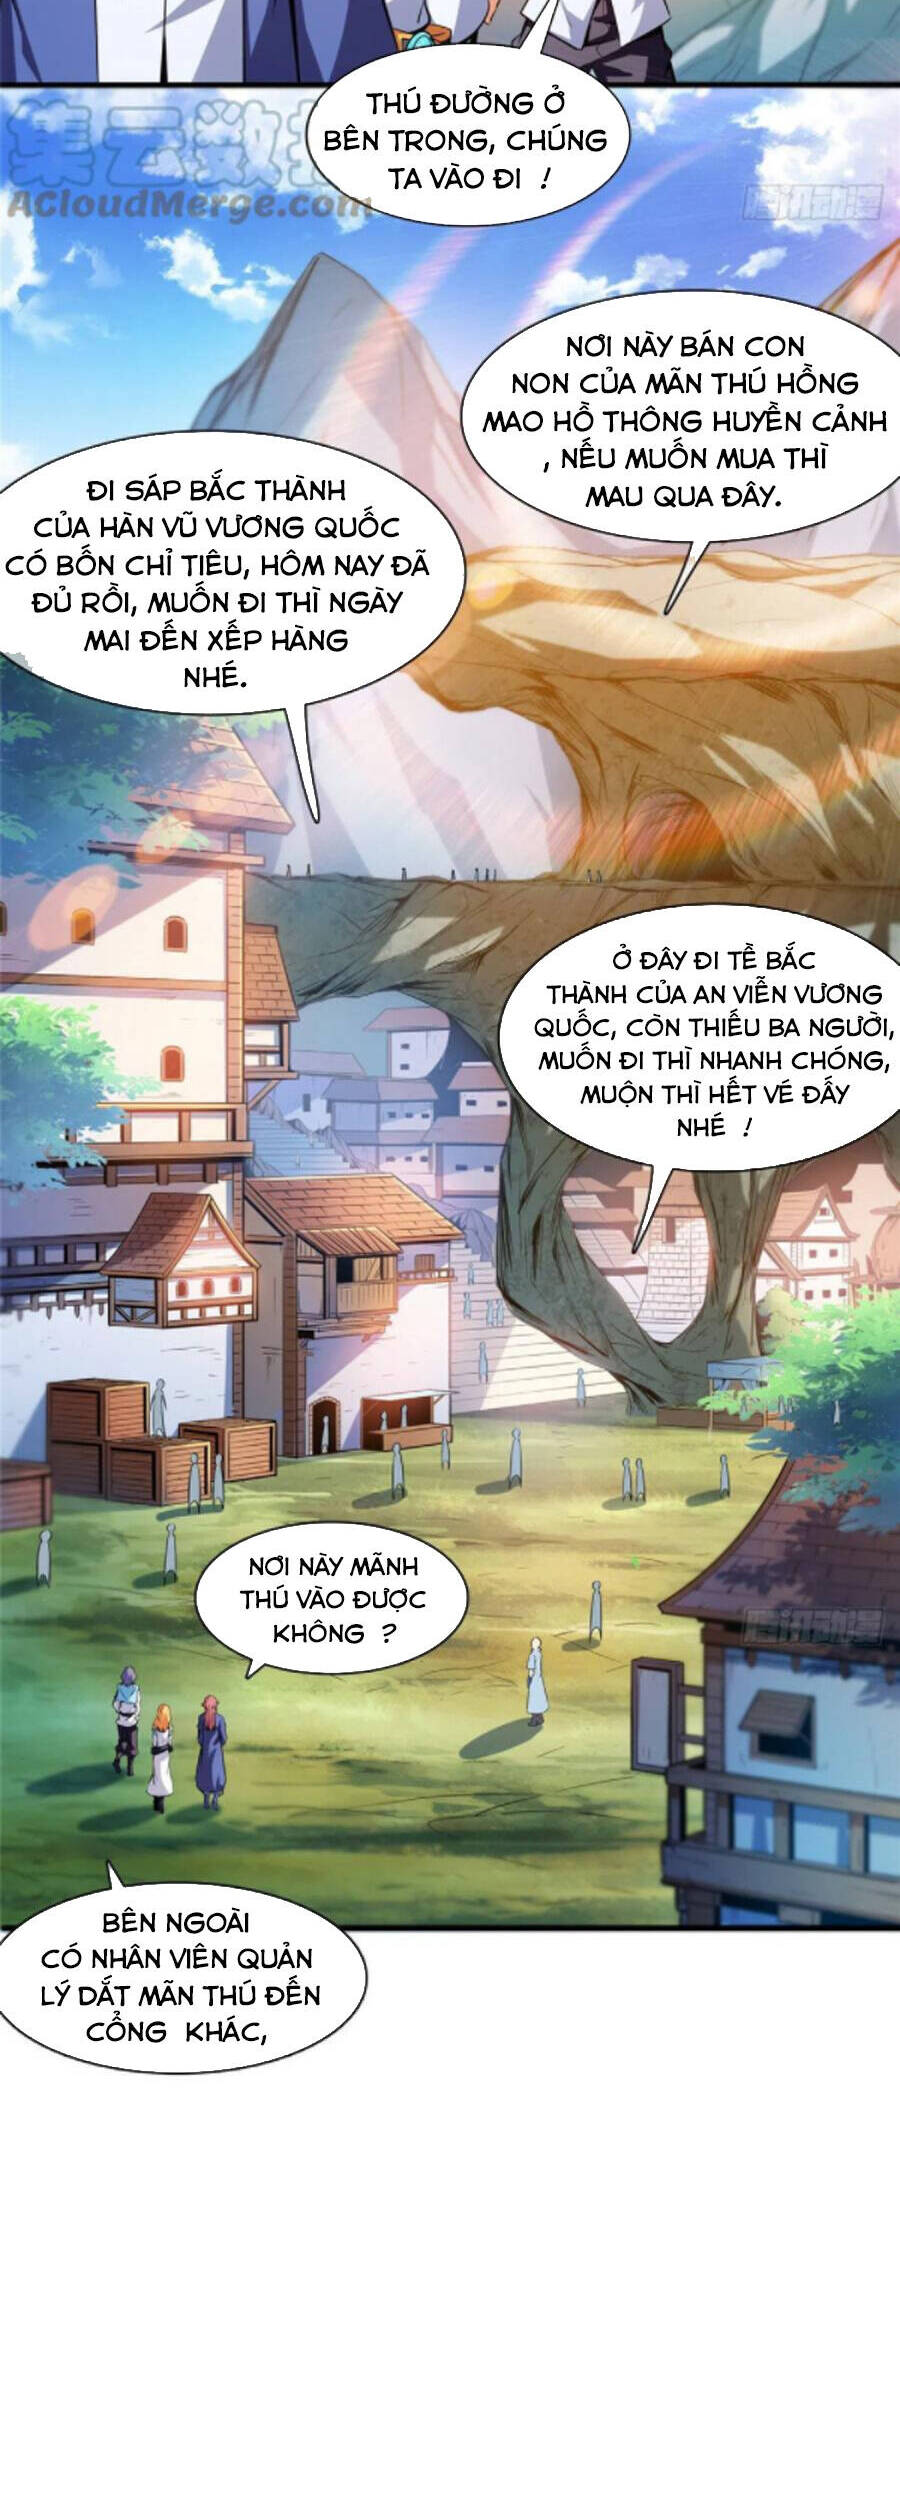 THÚ ĐƯỜNG Ở
BÊN TRONG, CHÚNG
TA VÀO ĐI !
AcloudMerge.com
NƠI NÀY BÁN CON
NON CỦA MÃN THÚ HỒNG
MAO HỒ THÔNG HUYỀN CẢNH
, NẾU MUỐN MUA THÌ
MAU QUA ĐÂY.
ĐI SÁP BẮC THÀNH
CỦA HÀN VŨ VƯƠNG QUỐC
CÓ BỐN CHỈ TIÊU, HÔM NAY ĐÃ
ĐỦ RỒI, MUỐN ĐI THÌ NGÀY
MAI ĐẾN XẾP HÀNG
NHÉ.
Ở ĐÂY ĐI TỀ BẮC
THÀNH CỦA AN VIỄN VƯƠNG
QUỐC, CÒN THIẾU BA NGƯỜI,
MUỐN ĐI THÌ NHANH CHÓNG,
MUỘN THÌ HẾT VÉ ĐẤY
NHÉ !
NƠI NÀY MÃNH
THÚ VÀO ĐƯỢC
KHÔNG ?
BÊN NGOÀI
CÓ NHÂN VIÊN QUẢN
LÝ DẮT MÃN THÚ ĐẾN
CỔNG KHÁC,